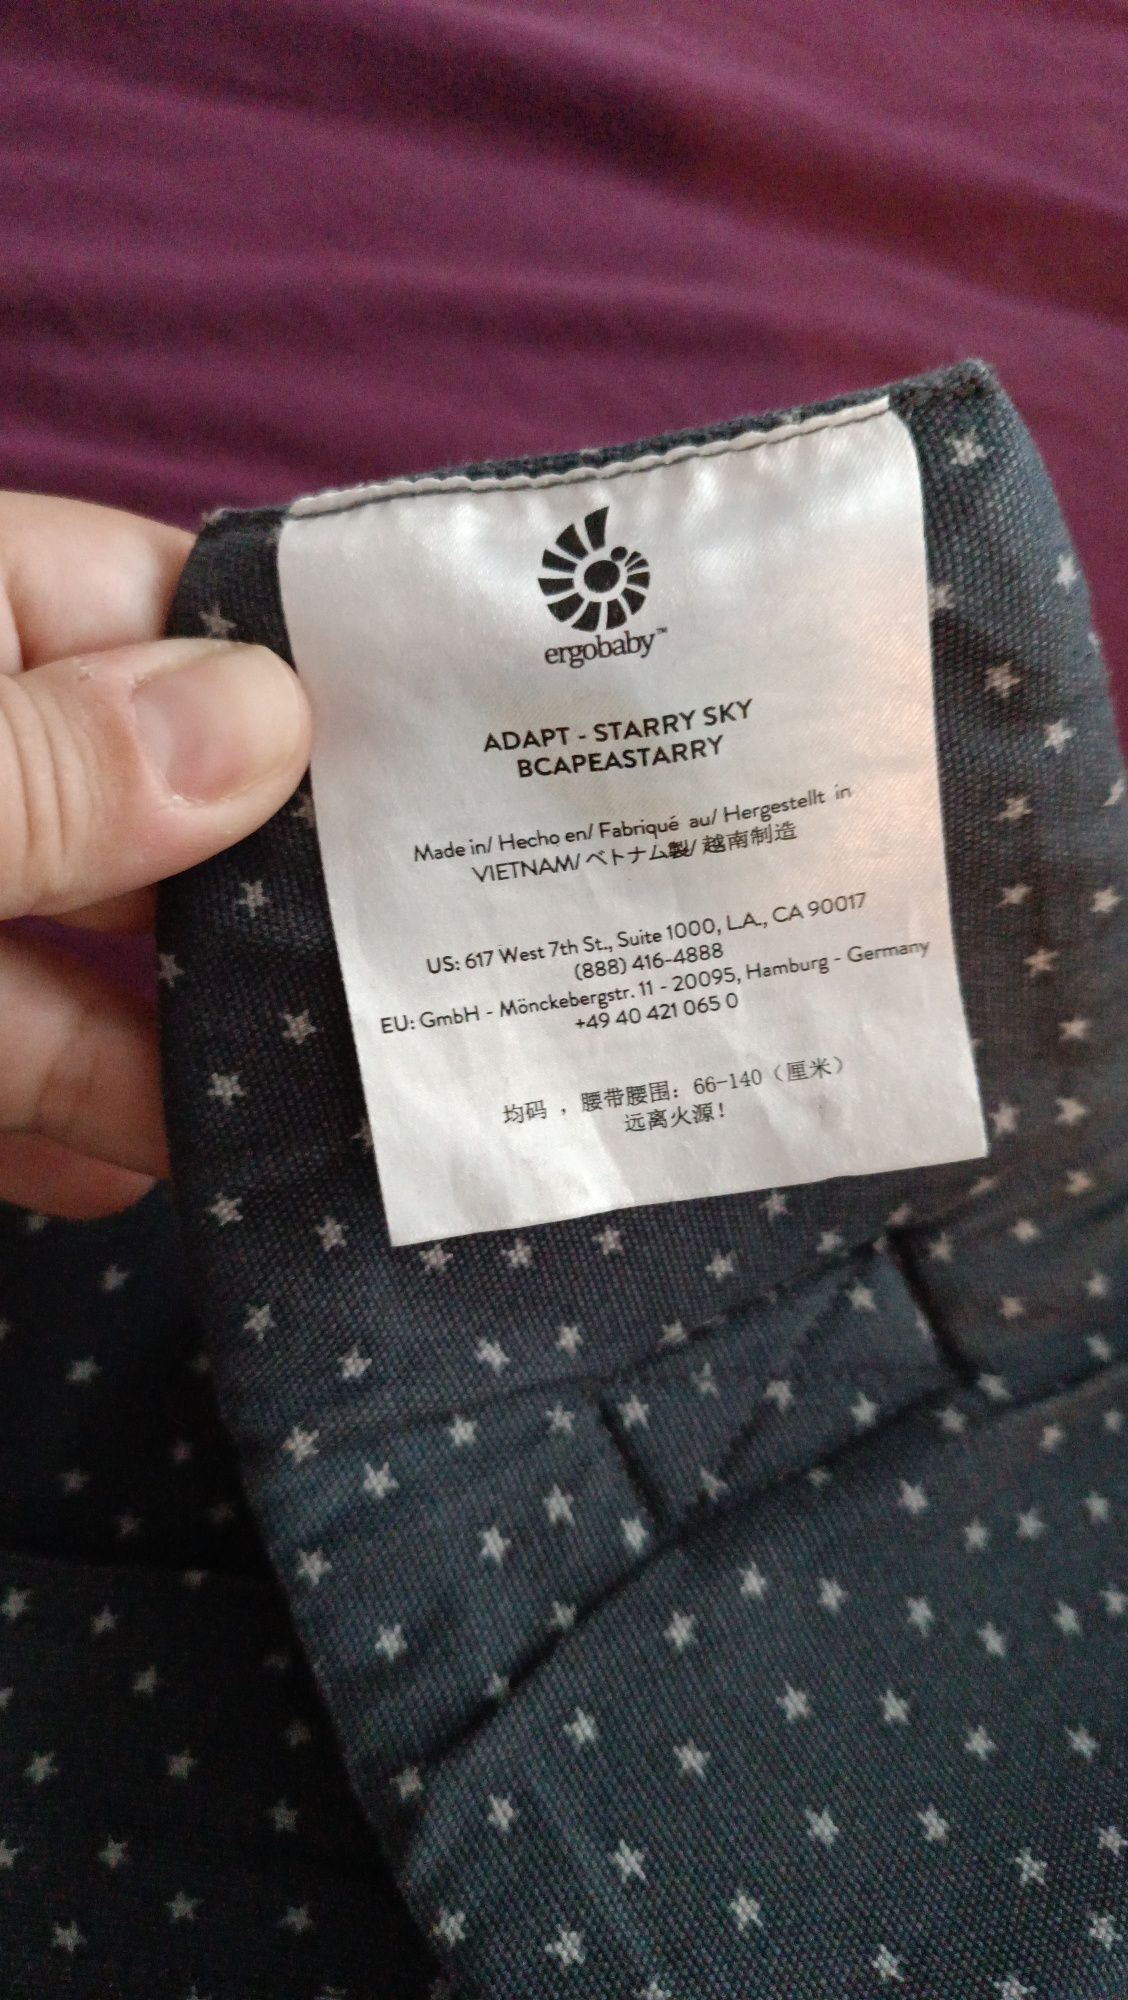 ergobaby™
ADAPT - STARRY SKY
BCAPEASTARRY
Made in/ Hecho en/ Fabriqué au/ Hergestellt in
VIETNAM/ ベトナム製/ 越南制造
US: 617 West 7th St., Suite 1000, L.A., CA 90017
(888) 416-4888
EU: GmbH - Mönckebergstr. 11 - 20095, Hamburg - Germany
+49 40 421 065 0
均码 ，腰带腰围：66-140（厘米）
远离火源！